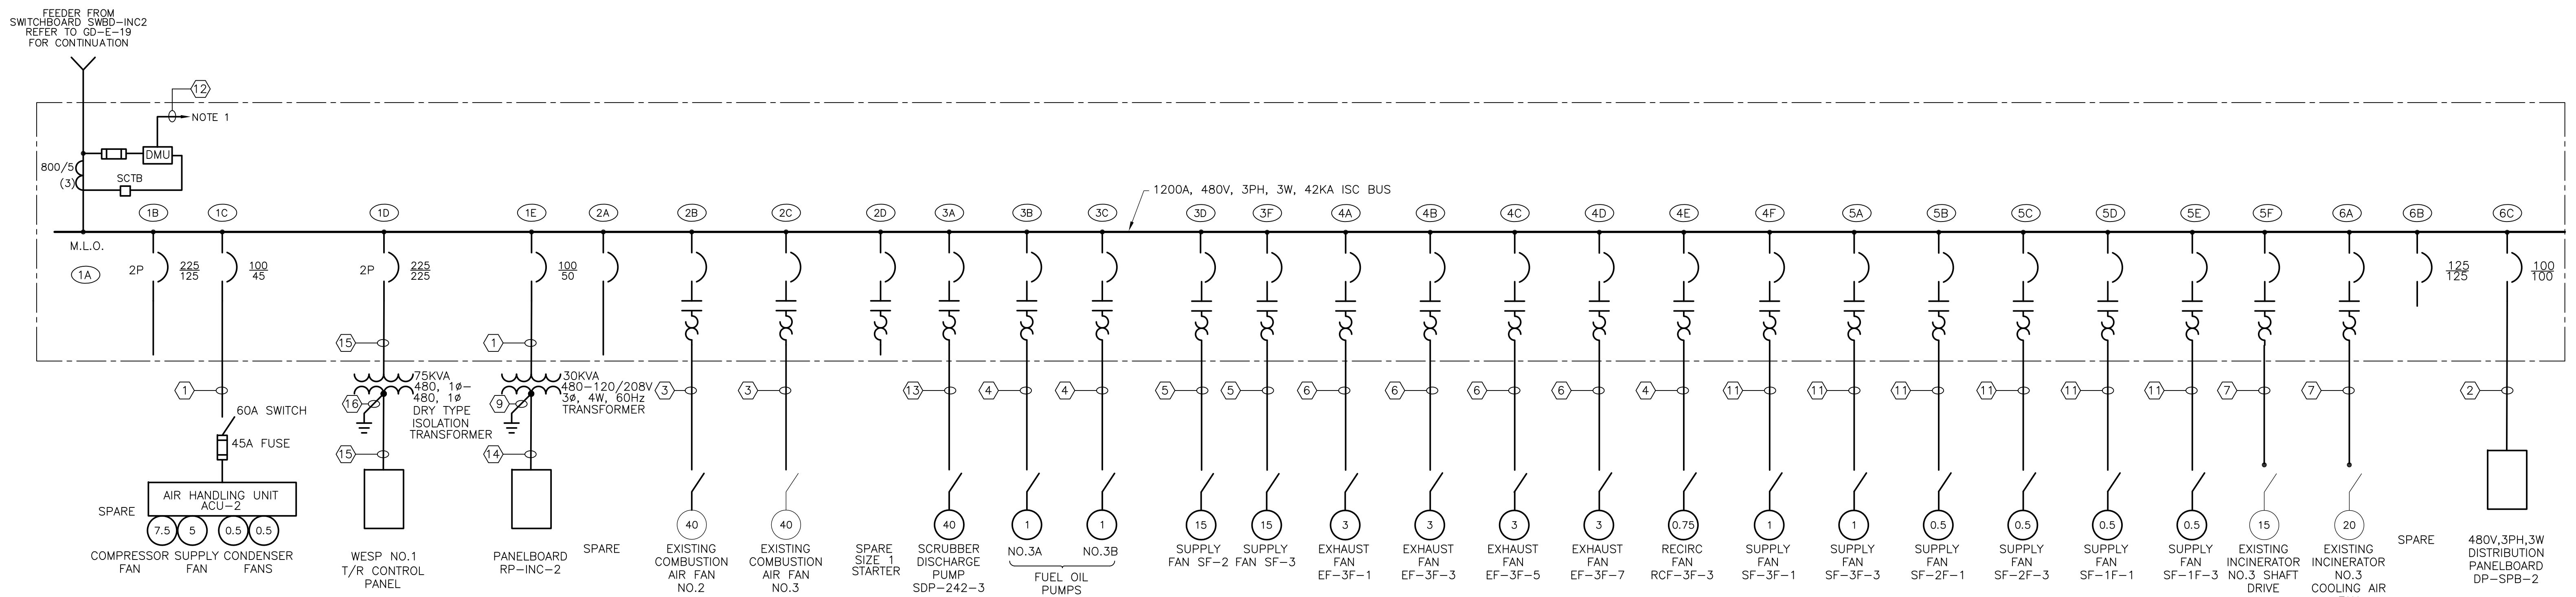 FEEDER FROM
SWITCHBOARD SWBD-INC2
REFER TO GD-E-19
FOR CONTINUATION
12
NOTE 1
DMU
800/5
(3)
SCTB
1200A, 480V, 3PH, 3W, 42KA ISC BUS
1B 1C 1D 1E 2A 2B 2C 2D 3A 3B 3C 3D 3F 4A 4B 4C 4D 4E 4F 5A 5B 5C 5D 5E 5F 6A 6B 6C
M.L.O.
1A
2P
225
125
100
45
2P
225
225
100
50
125
125
100
100
15
1
75KVA
480, 1ø-
480, 1ø
DRY TYPE
ISOLATION
TRANSFORMER
30KVA
480-120/208V
3ø, 4W, 60Hz
TRANSFORMER
1 3 3 13 4 4 5 5 6 6 6 6 4 11 11 11 11 11 11 7 7 2
16
9
60A SWITCH
45A FUSE
15
14
AIR HANDLING UNIT
ACU-2
SPARE
7.5 5 0.5 0.5
COMPRESSOR SUPPLY CONDENSER
FAN FAN FANS
WESP NO.1
T/R CONTROL
PANEL
PANELBOARD
RP-INC-2
SPARE
40
EXISTING
COMBUSTION
AIR FAN
NO.2
40
EXISTING
COMBUSTION
AIR FAN
NO.3
SPARE
SIZE 1
STARTER
40
SCRUBBER
DISCHARGE
PUMP
SDP-242-3
1
NO.3A
1
NO.3B
FUEL OIL
PUMPS
15
SUPPLY
FAN SF-2
15
SUPPLY
FAN SF-3
3
EXHAUST
FAN
EF-3F-1
3
EXHAUST
FAN
EF-3F-3
3
EXHAUST
FAN
EF-3F-5
3
EXHAUST
FAN
EF-3F-7
0.75
RECIRC
FAN
RCF-3F-3
1
SUPPLY
FAN
SF-3F-1
1
SUPPLY
FAN
SF-3F-3
0.5
SUPPLY
FAN
SF-2F-1
0.5
SUPPLY
FAN
SF-2F-3
0.5
SUPPLY
FAN
SF-1F-1
0.5
SUPPLY
FAN
SF-1F-3
15
EXISTING
INCINERATOR
NO.3 SHAFT
DRIVE
20
EXISTING
INCINERATOR
NO.3
COOLING AIR
SPARE
480V,3PH,3W
DISTRIBUTION
PANELBOARD
DP-SPB-2